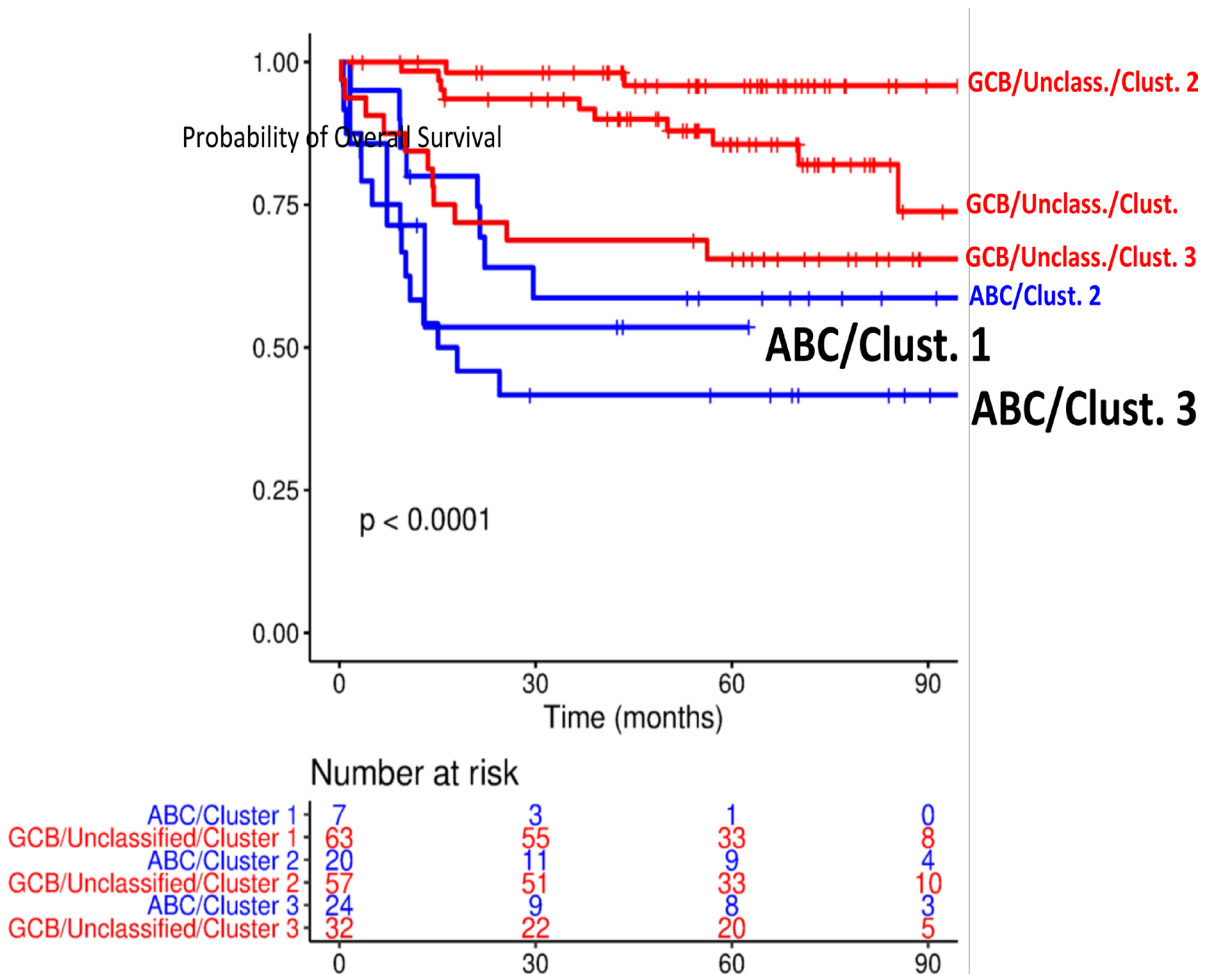 1.00
GCB/Unclass./Clust. 2
Probability of Overall Survival
0.75
GCB/Unclass./Clust.
GCB/Unclass./Clust. 3
ABC/Clust. 2
0.50
ABC/Clust. 1
ABC/Clust. 3
0.25
p < 0.0001
0.00
0 30 60 90
Time (months)
Number at risk
ABC/Cluster 1 7 3 1 0
GCB/Unclassified/Cluster 1 63 55 33 8
ABC/Cluster 2 20 11 9 4
GCB/Unclassified/Cluster 2 57 51 33 10
ABC/Cluster 3 24 9 8 3
GCB/Unclassified/Cluster 3 32 22 20 5
0 30 60 90